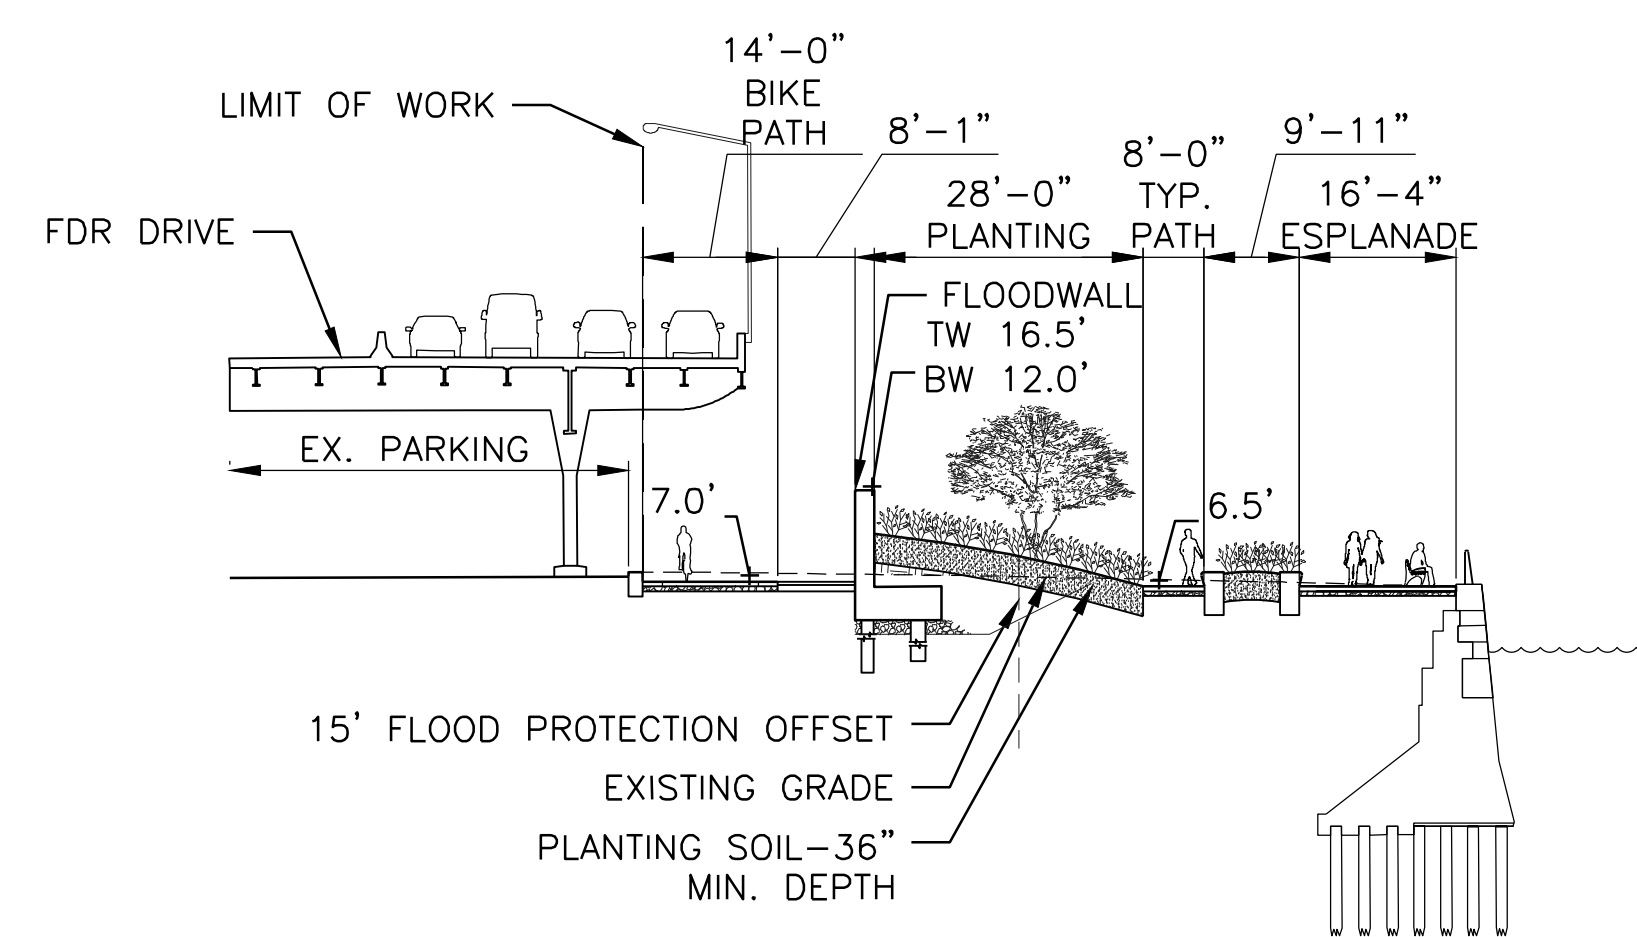 14'-0"
BIKE
PATH
LIMIT OF WORK
8'-1"
9'-11"
8'-0"
TYP.
PATH
28'-0"
PLANTING
16'-4"
ESPLANADE
FDR DRIVE
FLOODWALL
TW 16.5'
BW 12.0'
EX. PARKING
7.0'
6.5'
15' FLOOD PROTECTION OFFSET
EXISTING GRADE
PLANTING SOIL-36"
MIN. DEPTH